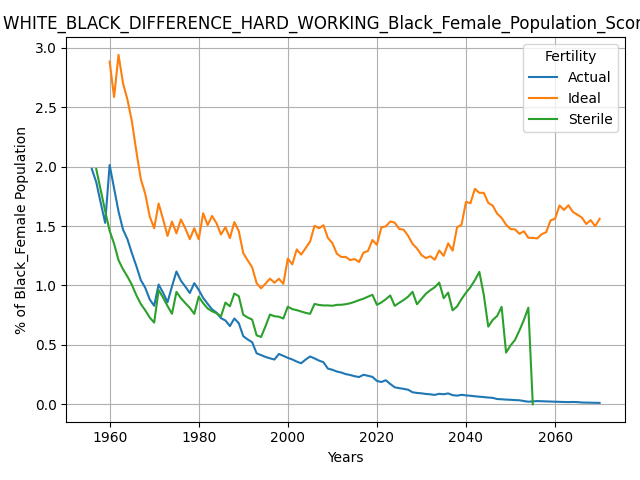 WHITE_BLACK_DIFFERENCE_HARD_WORKING_Black_Female_Population_Scor
Fertility
Actual
Ideal
Sterile
% of Black_Female Population
3.0
2.5
2.0
1.5
1.0
0.5
0.0
1960 1980 2000 2020 2040 2060
Years